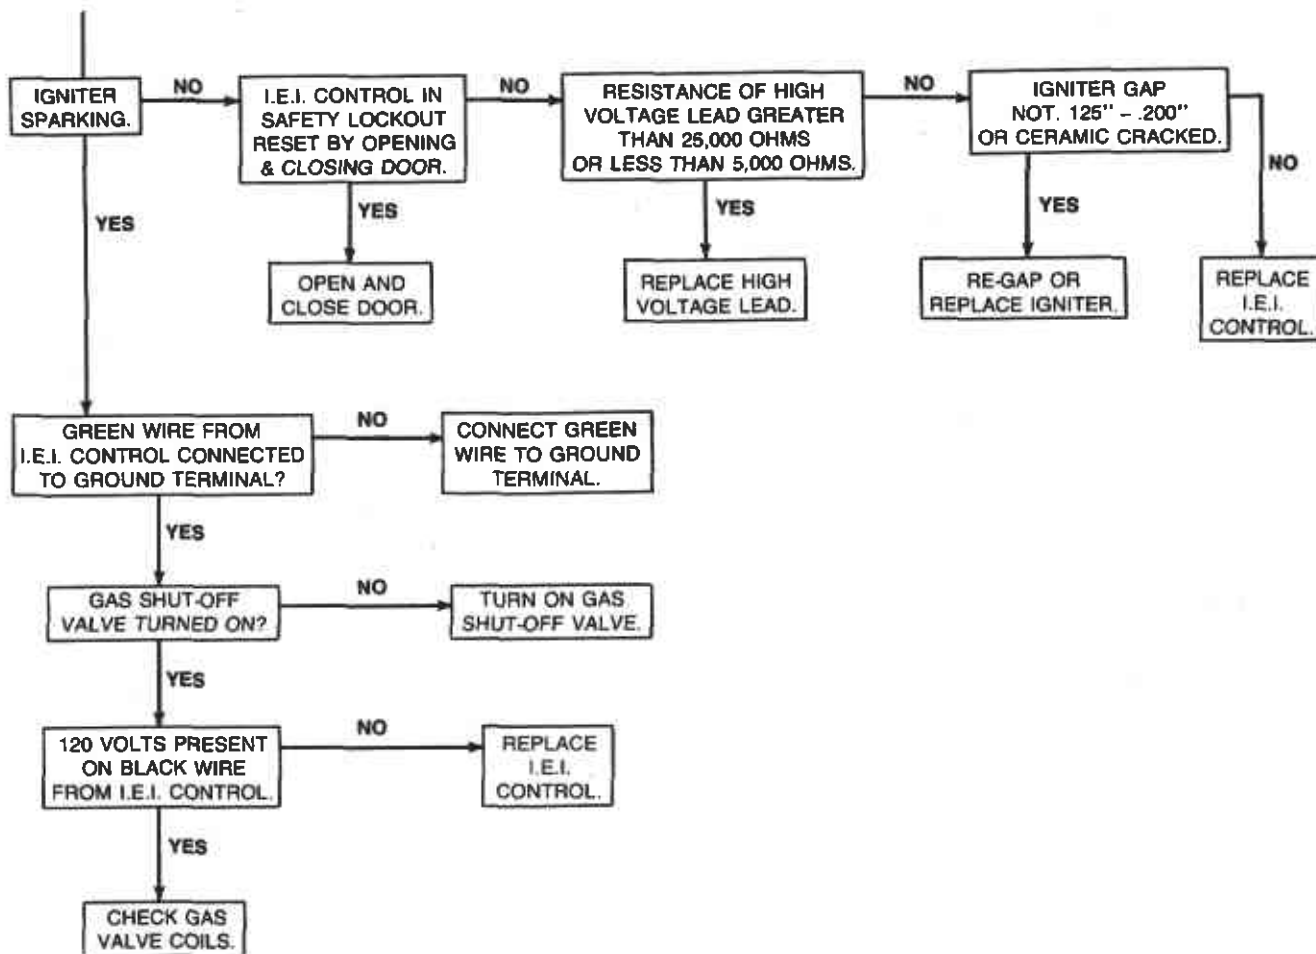 IGNITER
SPARKING.
NO
I.E.I. CONTROL IN
SAFETY LOCKOUT
RESET BY OPENING
& CLOSING DOOR.
NO
RESISTANCE OF HIGH
VOLTAGE LEAD GREATER
THAN 25,000 OHMS
OR LESS THAN 5,000 OHMS.
NO
IGNITER GAP
NOT. 125" – .200"
OR CERAMIC CRACKED.
NO
YES
YES
YES
YES
OPEN AND
CLOSE DOOR.
REPLACE HIGH
VOLTAGE LEAD.
RE-GAP OR
REPLACE IGNITER.
REPLACE
I.E.I.
CONTROL.
GREEN WIRE FROM
I.E.I. CONTROL CONNECTED
TO GROUND TERMINAL?
NO
CONNECT GREEN
WIRE TO GROUND
TERMINAL.
YES
GAS SHUT-OFF
VALVE TURNED ON?
NO
TURN ON GAS
SHUT-OFF VALVE.
YES
120 VOLTS PRESENT
ON BLACK WIRE
FROM I.E.I. CONTROL.
NO
REPLACE
I.E.I.
CONTROL.
YES
CHECK GAS
VALVE COILS.